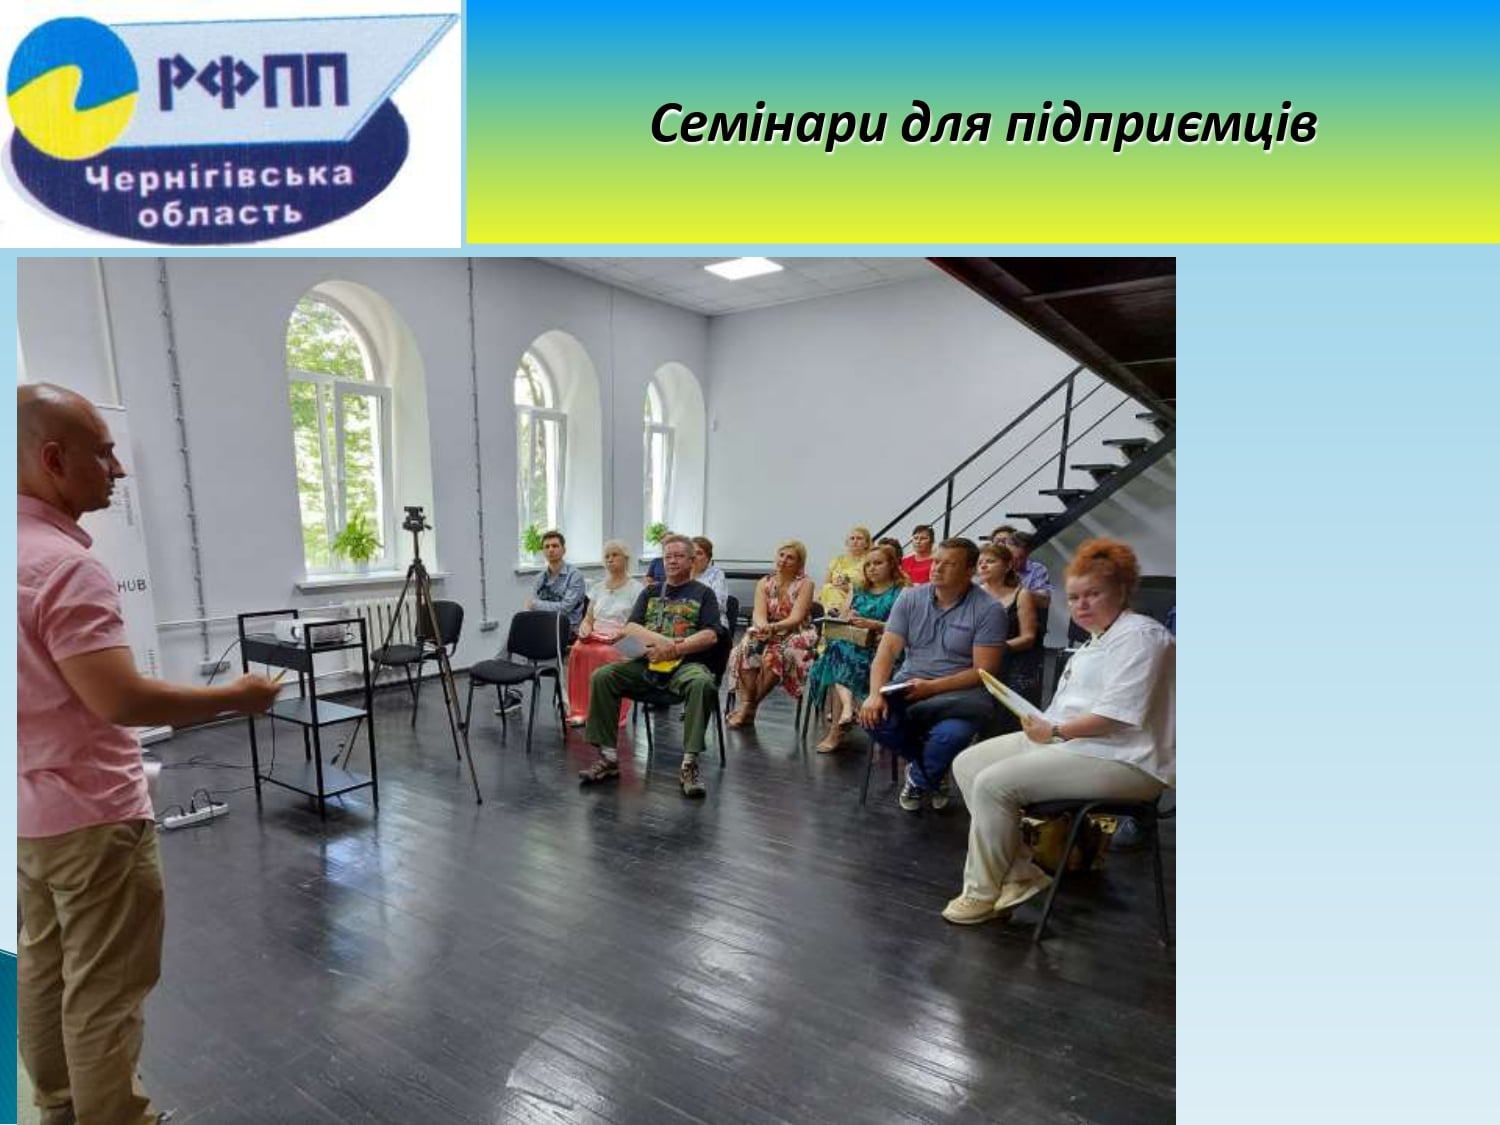 РФПП
Чернігівська
область
Семінари для підприємців
HUB